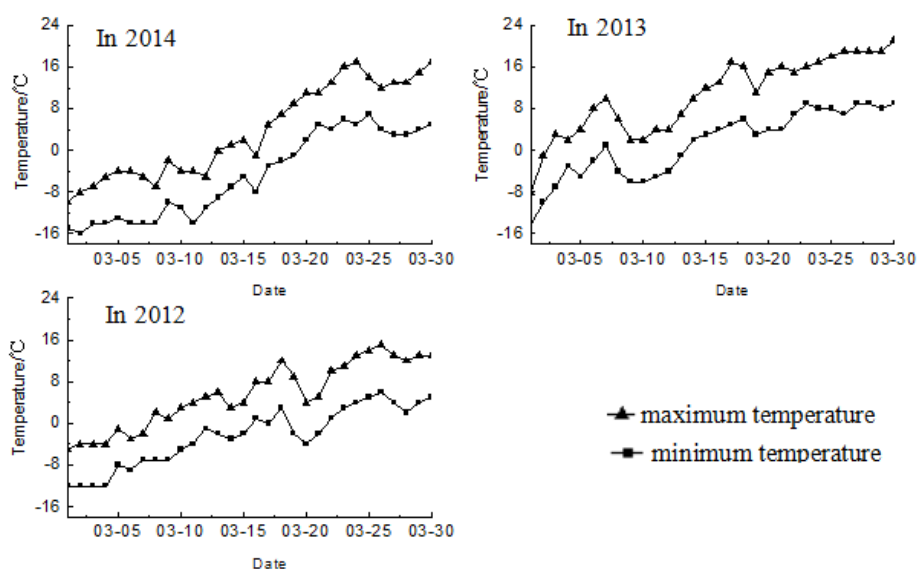 In 2014
Temperature/°C
24
16
8
0
-8
-16
03-05 03-10 03-15 03-20 03-25 03-30
Date
In 2013
Temperature/°C
24
16
8
0
-8
-16
03-05 03-10 03-15 03-20 03-25 03-30
Date
In 2012
Temperature/°C
24
16
8
0
-8
-16
03-05 03-10 03-15 03-20 03-25 03-30
Date
maximum temperature
minimum temperature